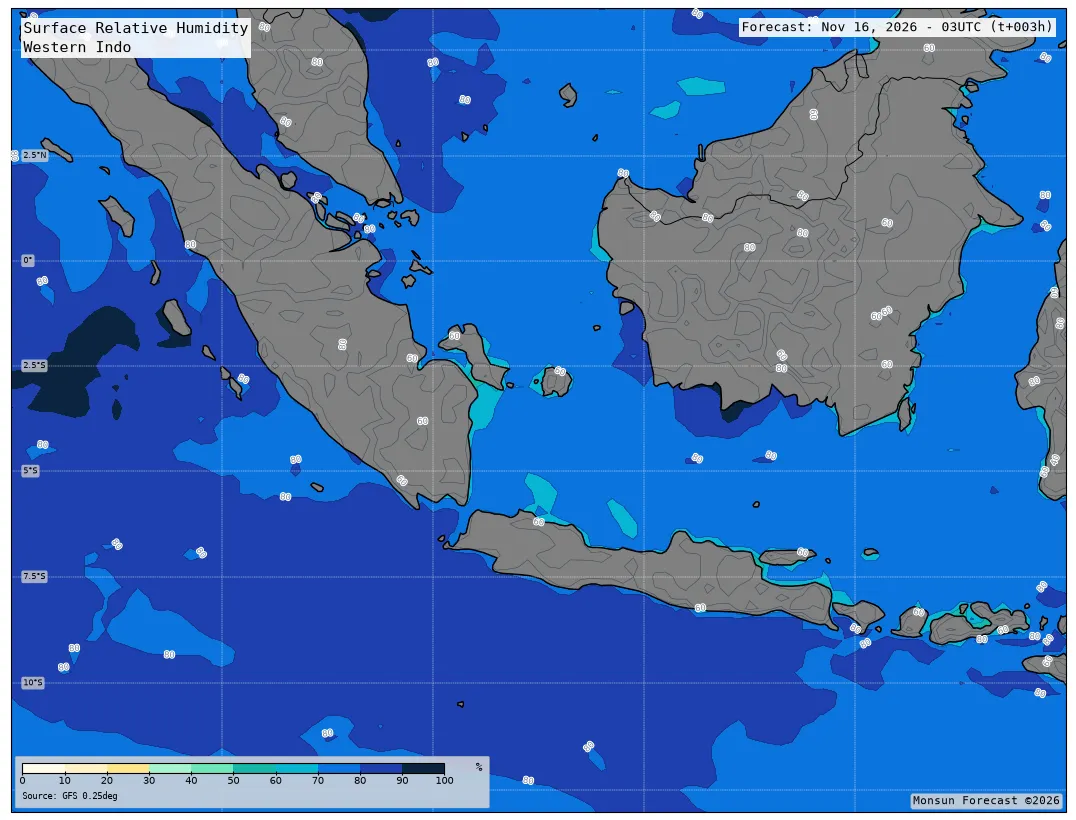 Surface Relative Humidity
Western Indo
Forecast: Nov 16, 2026 - 03UTC (t+003h)
2.5°N
0°
2.5°S
5°S
7.5°S
10°S
0 10 20 30 40 50 60 70 80 90 100
%
Source: GFS 0.25deg
Monsun Forecast ©2026